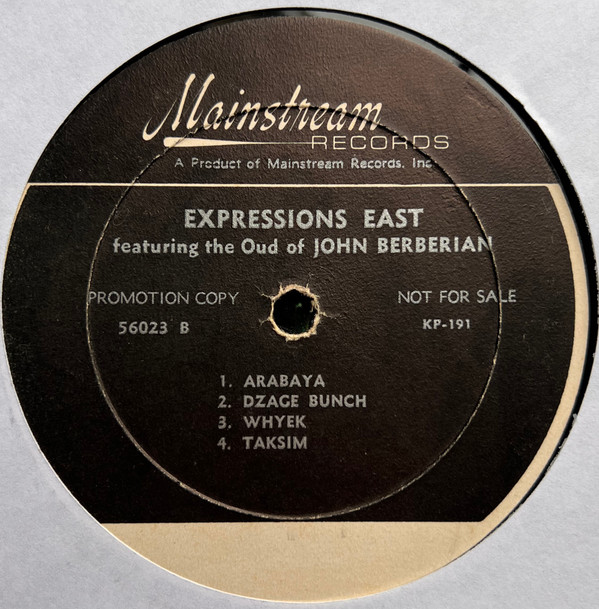 Mainstream
RECORDS
A Product of Mainstream Records, Inc.
EXPRESSIONS EAST
featuring the Oud of JOHN BERBERIAN
PROMOTION COPY NOT FOR SALE
56023 B KP-191
1. ARABAYA
2. DZAGE BUNCH
3. WHYEK
4. TAKSIM